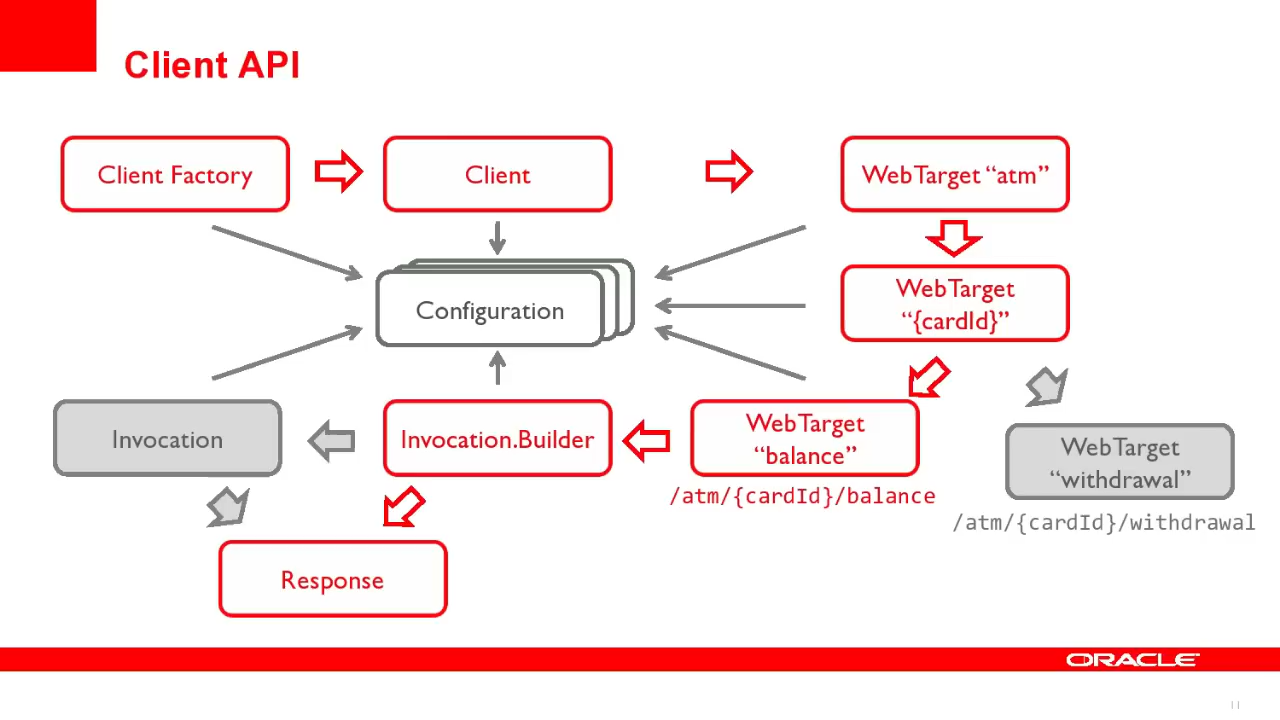 Client API
Client Factory
Client
WebTarget “atm”
Configuration
WebTarget
“{cardId}”
Invocation
Invocation.Builder
WebTarget
“balance”
/atm/{cardId}/balance
WebTarget
“withdrawal”
/atm/{cardId}/withdrawal
Response
ORACLE